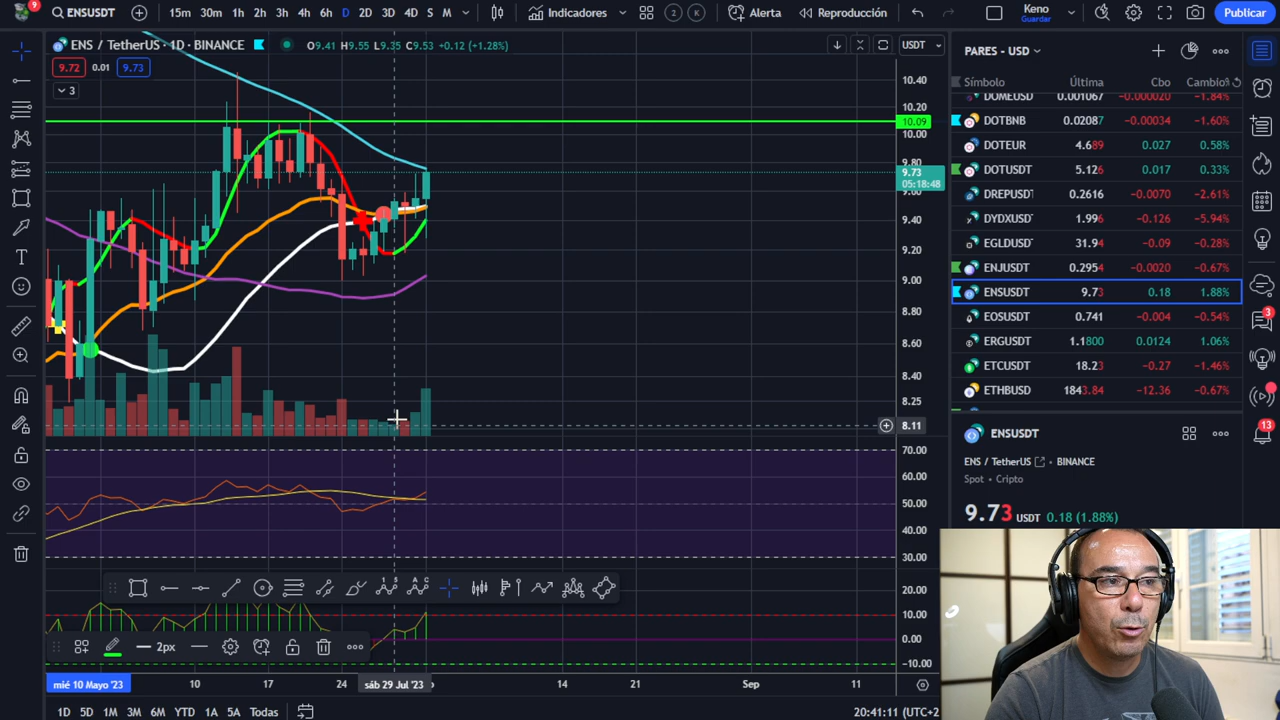 9
ENSUSDT
15m 30m 1h 2h 3h 4h 6h D 2D 3D 4D S M
Indicadores
2 K
Alerta
Reproducción
Keno
Guardar
Publicar
ENS / TetherUS · 1D · BINANCE
O9.41 H9.55 L9.35 C9.53 +0.12 (+1.28%)
USDT
9.72 0.01 9.73
3
10.40
10.20
10.09
10.00
9.80
9.73
05:18:48
9.60
9.40
9.20
9.00
8.80
8.60
8.40
8.25
8.11
70.00
60.00
50.00
40.00
30.00
20.00
10.00
0.00
−10.00
2px
mié 10 Mayo '23
10
17
24
sáb 29 Jul '23
14
21
Sep
11
1D 5D 1M 3M 6M YTD 1A 5A Todas
20:41:11 (UTC+2
PARES - USD
Símbolo Última Cbo Cambio%
DOMEUSD 0.001067 −0.000020 −1.84%
DOTBNB 0.02087 −0.00034 −1.60%
DOTEUR 4.689 0.027 0.58%
DOTUSDT 5.126 0.017 0.33%
DREPUSDT 0.2616 −0.0070 −2.61%
DYDXUSDT 1.996 −0.126 −5.94%
EGLDUSDT 31.94 −0.09 −0.28%
ENJUSDT 0.2954 −0.0020 −0.67%
ENSUSDT 9.73 0.18 1.88%
EOSUSDT 0.741 −0.004 −0.54%
ERGUSDT 1.1800 0.0124 1.06%
ETCUSDT 18.23 −0.27 −1.46%
ETHBUSD 1843.84 −12.36 −0.67%
ENSUSDT
ENS / TetherUS · BINANCE
Spot · Cripto
9.73 USDT 0.18 (1.88%)
3
13